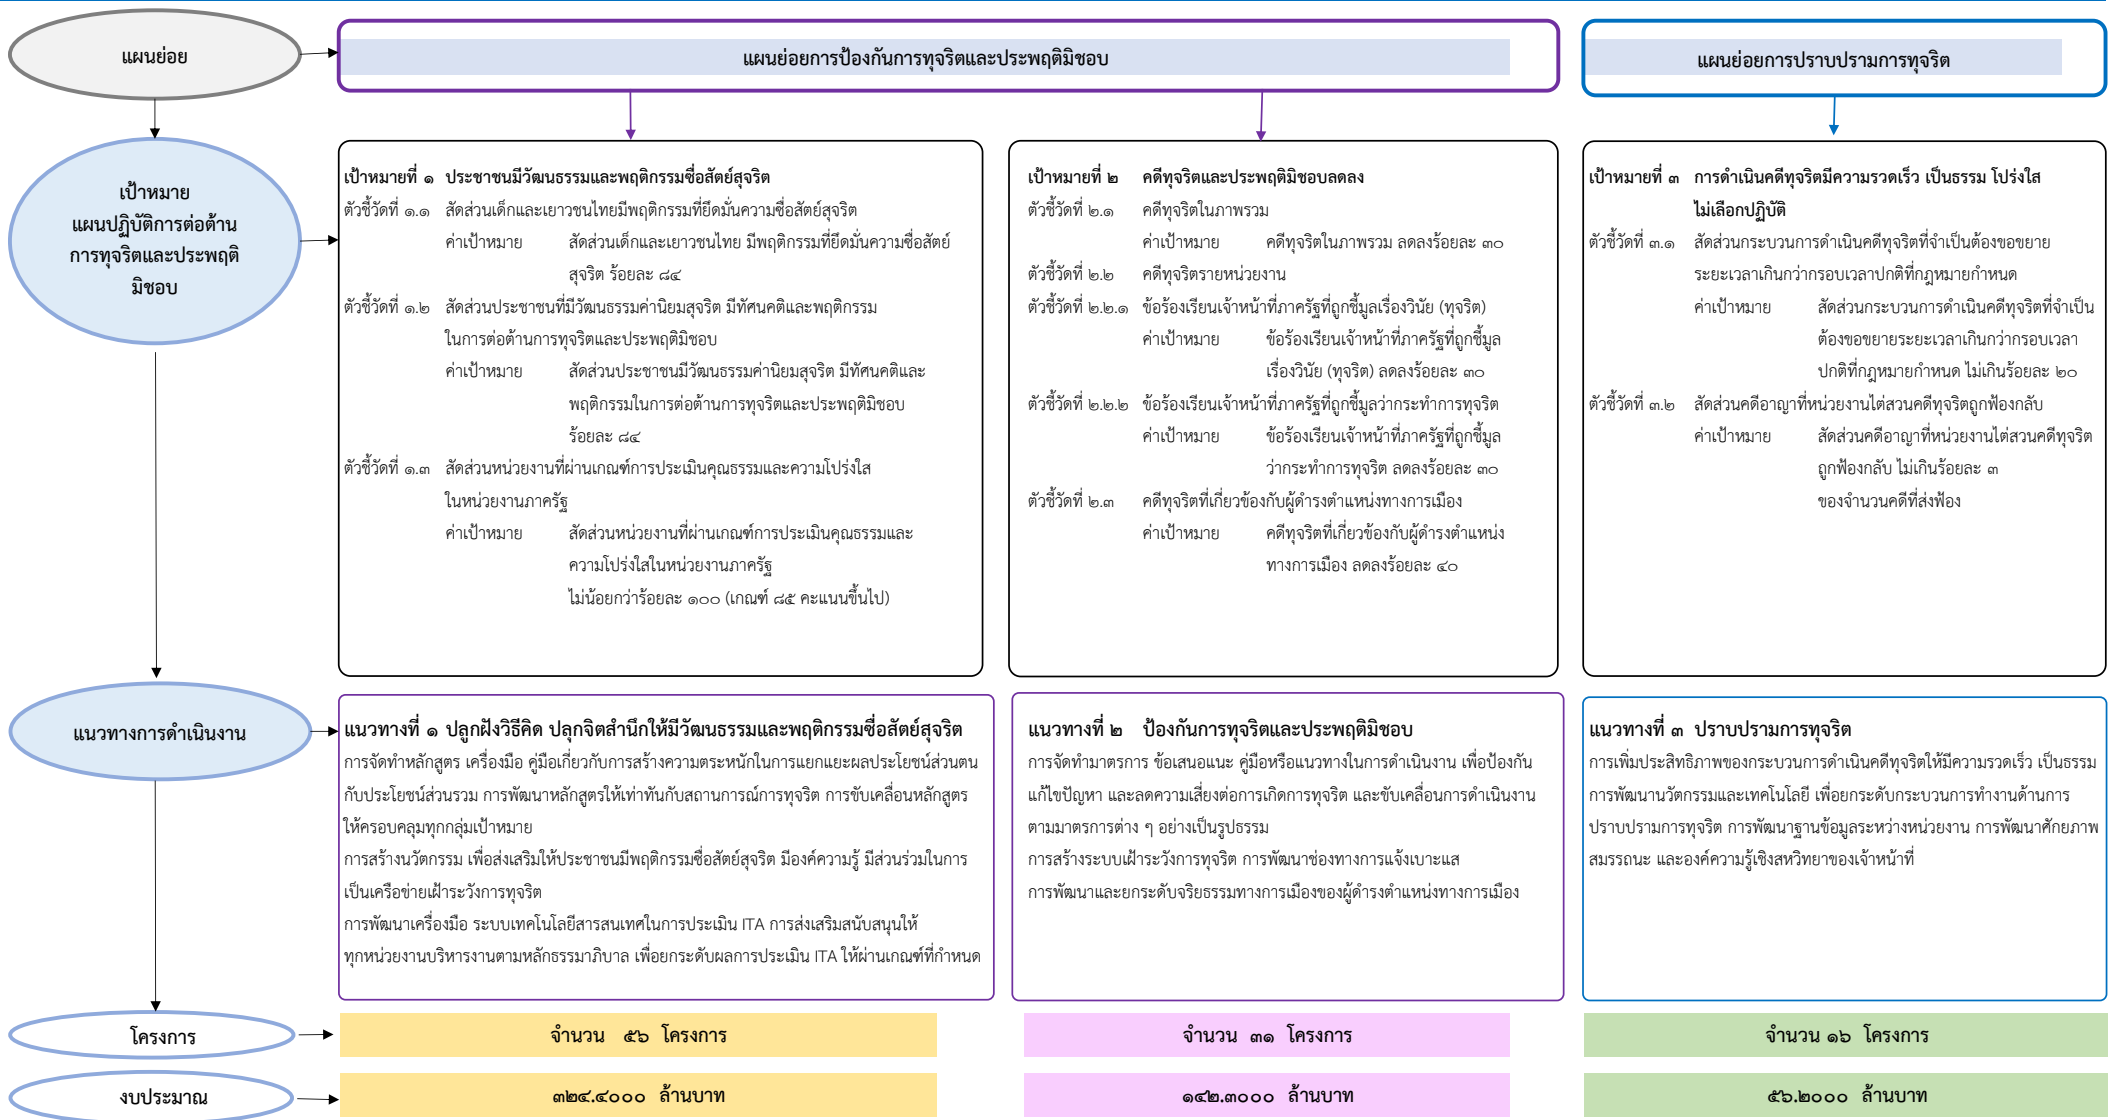 แผนย่อย
แผนย่อยการป้องกันการทุจริตและประพฤติมิชอบ
แผนย่อยการปราบปรามการทุจริต
เป้าหมาย
แผนปฏิบัติการต่อต้าน
การทุจริตและประพฤติ
มิชอบ
เป้าหมายที่ ๑ ประชาชนมีวัฒนธรรมและพฤติกรรมซื่อสัตย์สุจริต
ตัวชี้วัดที่ ๑.๑ สัดส่วนเด็กและเยาวชนไทยมีพฤติกรรมที่ยึดมั่นความซื่อสัตย์สุจริต
ค่าเป้าหมาย สัดส่วนเด็กและเยาวชนไทย มีพฤติกรรมที่ยึดมั่นความซื่อสัตย์
สุจริต ร้อยละ ๘๔
ตัวชี้วัดที่ ๑.๒ สัดส่วนประชาชนที่มีวัฒนธรรมค่านิยมสุจริต มีทัศนคติและพฤติกรรม
ในการต่อต้านการทุจริตและประพฤติมิชอบ
ค่าเป้าหมาย สัดส่วนประชาชนมีวัฒนธรรมค่านิยมสุจริต มีทัศนคติและ
พฤติกรรมในการต่อต้านการทุจริตและประพฤติมิชอบ
ร้อยละ ๘๔
ตัวชี้วัดที่ ๑.๓ สัดส่วนหน่วยงานที่ผ่านเกณฑ์การประเมินคุณธรรมและความโปร่งใส
ในหน่วยงานภาครัฐ
ค่าเป้าหมาย สัดส่วนหน่วยงานที่ผ่านเกณฑ์การประเมินคุณธรรมและ
ความโปร่งใสในหน่วยงานภาครัฐ
ไม่น้อยกว่าร้อยละ ๑๐๐ (เกณฑ์ ๘๕ คะแนนขึ้นไป)
เป้าหมายที่ ๒ คดีทุจริตและประพฤติมิชอบลดลง
ตัวชี้วัดที่ ๒.๑ คดีทุจริตในภาพรวม
ค่าเป้าหมาย คดีทุจริตในภาพรวม ลดลงร้อยละ ๓๐
ตัวชี้วัดที่ ๒.๒ คดีทุจริตรายหน่วยงาน
ตัวชี้วัดที่ ๒.๒.๑ ข้อร้องเรียนเจ้าหน้าที่ภาครัฐที่ถูกชี้มูลเรื่องวินัย (ทุจริต)
ค่าเป้าหมาย ข้อร้องเรียนเจ้าหน้าที่ภาครัฐที่ถูกชี้มูล
เรื่องวินัย (ทุจริต) ลดลงร้อยละ ๓๐
ตัวชี้วัดที่ ๒.๒.๒ ข้อร้องเรียนเจ้าหน้าที่ภาครัฐที่ถูกชี้มูลว่ากระทำการทุจริต
ค่าเป้าหมาย ข้อร้องเรียนเจ้าหน้าที่ภาครัฐที่ถูกชี้มูล
ว่ากระทำการทุจริต ลดลงร้อยละ ๓๐
ตัวชี้วัดที่ ๒.๓ คดีทุจริตที่เกี่ยวข้องกับผู้ดำรงตำแหน่งทางการเมือง
ค่าเป้าหมาย คดีทุจริตที่เกี่ยวข้องกับผู้ดำรงตำแหน่ง
ทางการเมือง ลดลงร้อยละ ๔๐
เป้าหมายที่ ๓ การดำเนินคดีทุจริตมีความรวดเร็ว เป็นธรรม โปร่งใส
ไม่เลือกปฏิบัติ
ตัวชี้วัดที่ ๓.๑ สัดส่วนกระบวนการดำเนินคดีทุจริตที่จำเป็นต้องขอขยาย
ระยะเวลาเกินกว่ากรอบเวลาปกติที่กฎหมายกำหนด
ค่าเป้าหมาย สัดส่วนกระบวนการดำเนินคดีทุจริตที่จำเป็น
ต้องขอขยายระยะเวลาเกินกว่ากรอบเวลา
ปกติที่กฎหมายกำหนด ไม่เกินร้อยละ ๒๐
ตัวชี้วัดที่ ๓.๒ สัดส่วนคดีอาญาที่หน่วยงานไต่สวนคดีทุจริตถูกฟ้องกลับ
ค่าเป้าหมาย สัดส่วนคดีอาญาที่หน่วยงานไต่สวนคดีทุจริต
ถูกฟ้องกลับ ไม่เกินร้อยละ ๓
ของจำนวนคดีที่ส่งฟ้อง
แนวทางการดำเนินงาน
แนวทางที่ ๑ ปลูกฝังวิธีคิด ปลุกจิตสำนึกให้มีวัฒนธรรมและพฤติกรรมซื่อสัตย์สุจริต
การจัดทำหลักสูตร เครื่องมือ คู่มือเกี่ยวกับการสร้างความตระหนักในการแยกแยะผลประโยชน์ส่วนตน
กับประโยชน์ส่วนรวม การพัฒนาหลักสูตรให้เท่าทันกับสถานการณ์การทุจริต การขับเคลื่อนหลักสูตร
ให้ครอบคลุมทุกกลุ่มเป้าหมาย
การสร้างนวัตกรรม เพื่อส่งเสริมให้ประชาชนมีพฤติกรรมซื่อสัตย์สุจริต มีองค์ความรู้ มีส่วนร่วมในการ
เป็นเครือข่ายเฝ้าระวังการทุจริต
การพัฒนาเครื่องมือ ระบบเทคโนโลยีสารสนเทศในการประเมิน ITA การส่งเสริมสนับสนุนให้
ทุกหน่วยงานบริหารงานตามหลักธรรมาภิบาล เพื่อยกระดับผลการประเมิน ITA ให้ผ่านเกณฑ์ที่กำหนด
แนวทางที่ ๒ ป้องกันการทุจริตและประพฤติมิชอบ
การจัดทำมาตรการ ข้อเสนอแนะ คู่มือหรือแนวทางในการดำเนินงาน เพื่อป้องกัน
แก้ไขปัญหา และลดความเสี่ยงต่อการเกิดการทุจริต และขับเคลื่อนการดำเนินงาน
ตามมาตรการต่าง ๆ อย่างเป็นรูปธรรม
การสร้างระบบเฝ้าระวังการทุจริต การพัฒนาช่องทางการแจ้งเบาะแส
การพัฒนาและยกระดับจริยธรรมทางการเมืองของผู้ดำรงตำแหน่งทางการเมือง
แนวทางที่ ๓ ปราบปรามการทุจริต
การเพิ่มประสิทธิภาพของกระบวนการดำเนินคดีทุจริตให้มีความรวดเร็ว เป็นธรรม
การพัฒนานวัตกรรมและเทคโนโลยี เพื่อยกระดับกระบวนการทำงานด้านการ
ปราบปรามการทุจริต การพัฒนาฐานข้อมูลระหว่างหน่วยงาน การพัฒนาศักยภาพ
สมรรถนะ และองค์ความรู้เชิงสหวิทยาของเจ้าหน้าที่
โครงการ
จำนวน ๕๖ โครงการ
จำนวน ๓๑ โครงการ
จำนวน ๑๖ โครงการ
งบประมาณ
๓๒๔.๔๐๐๐ ล้านบาท
๑๔๒.๓๐๐๐ ล้านบาท
๕๖.๒๐๐๐ ล้านบาท